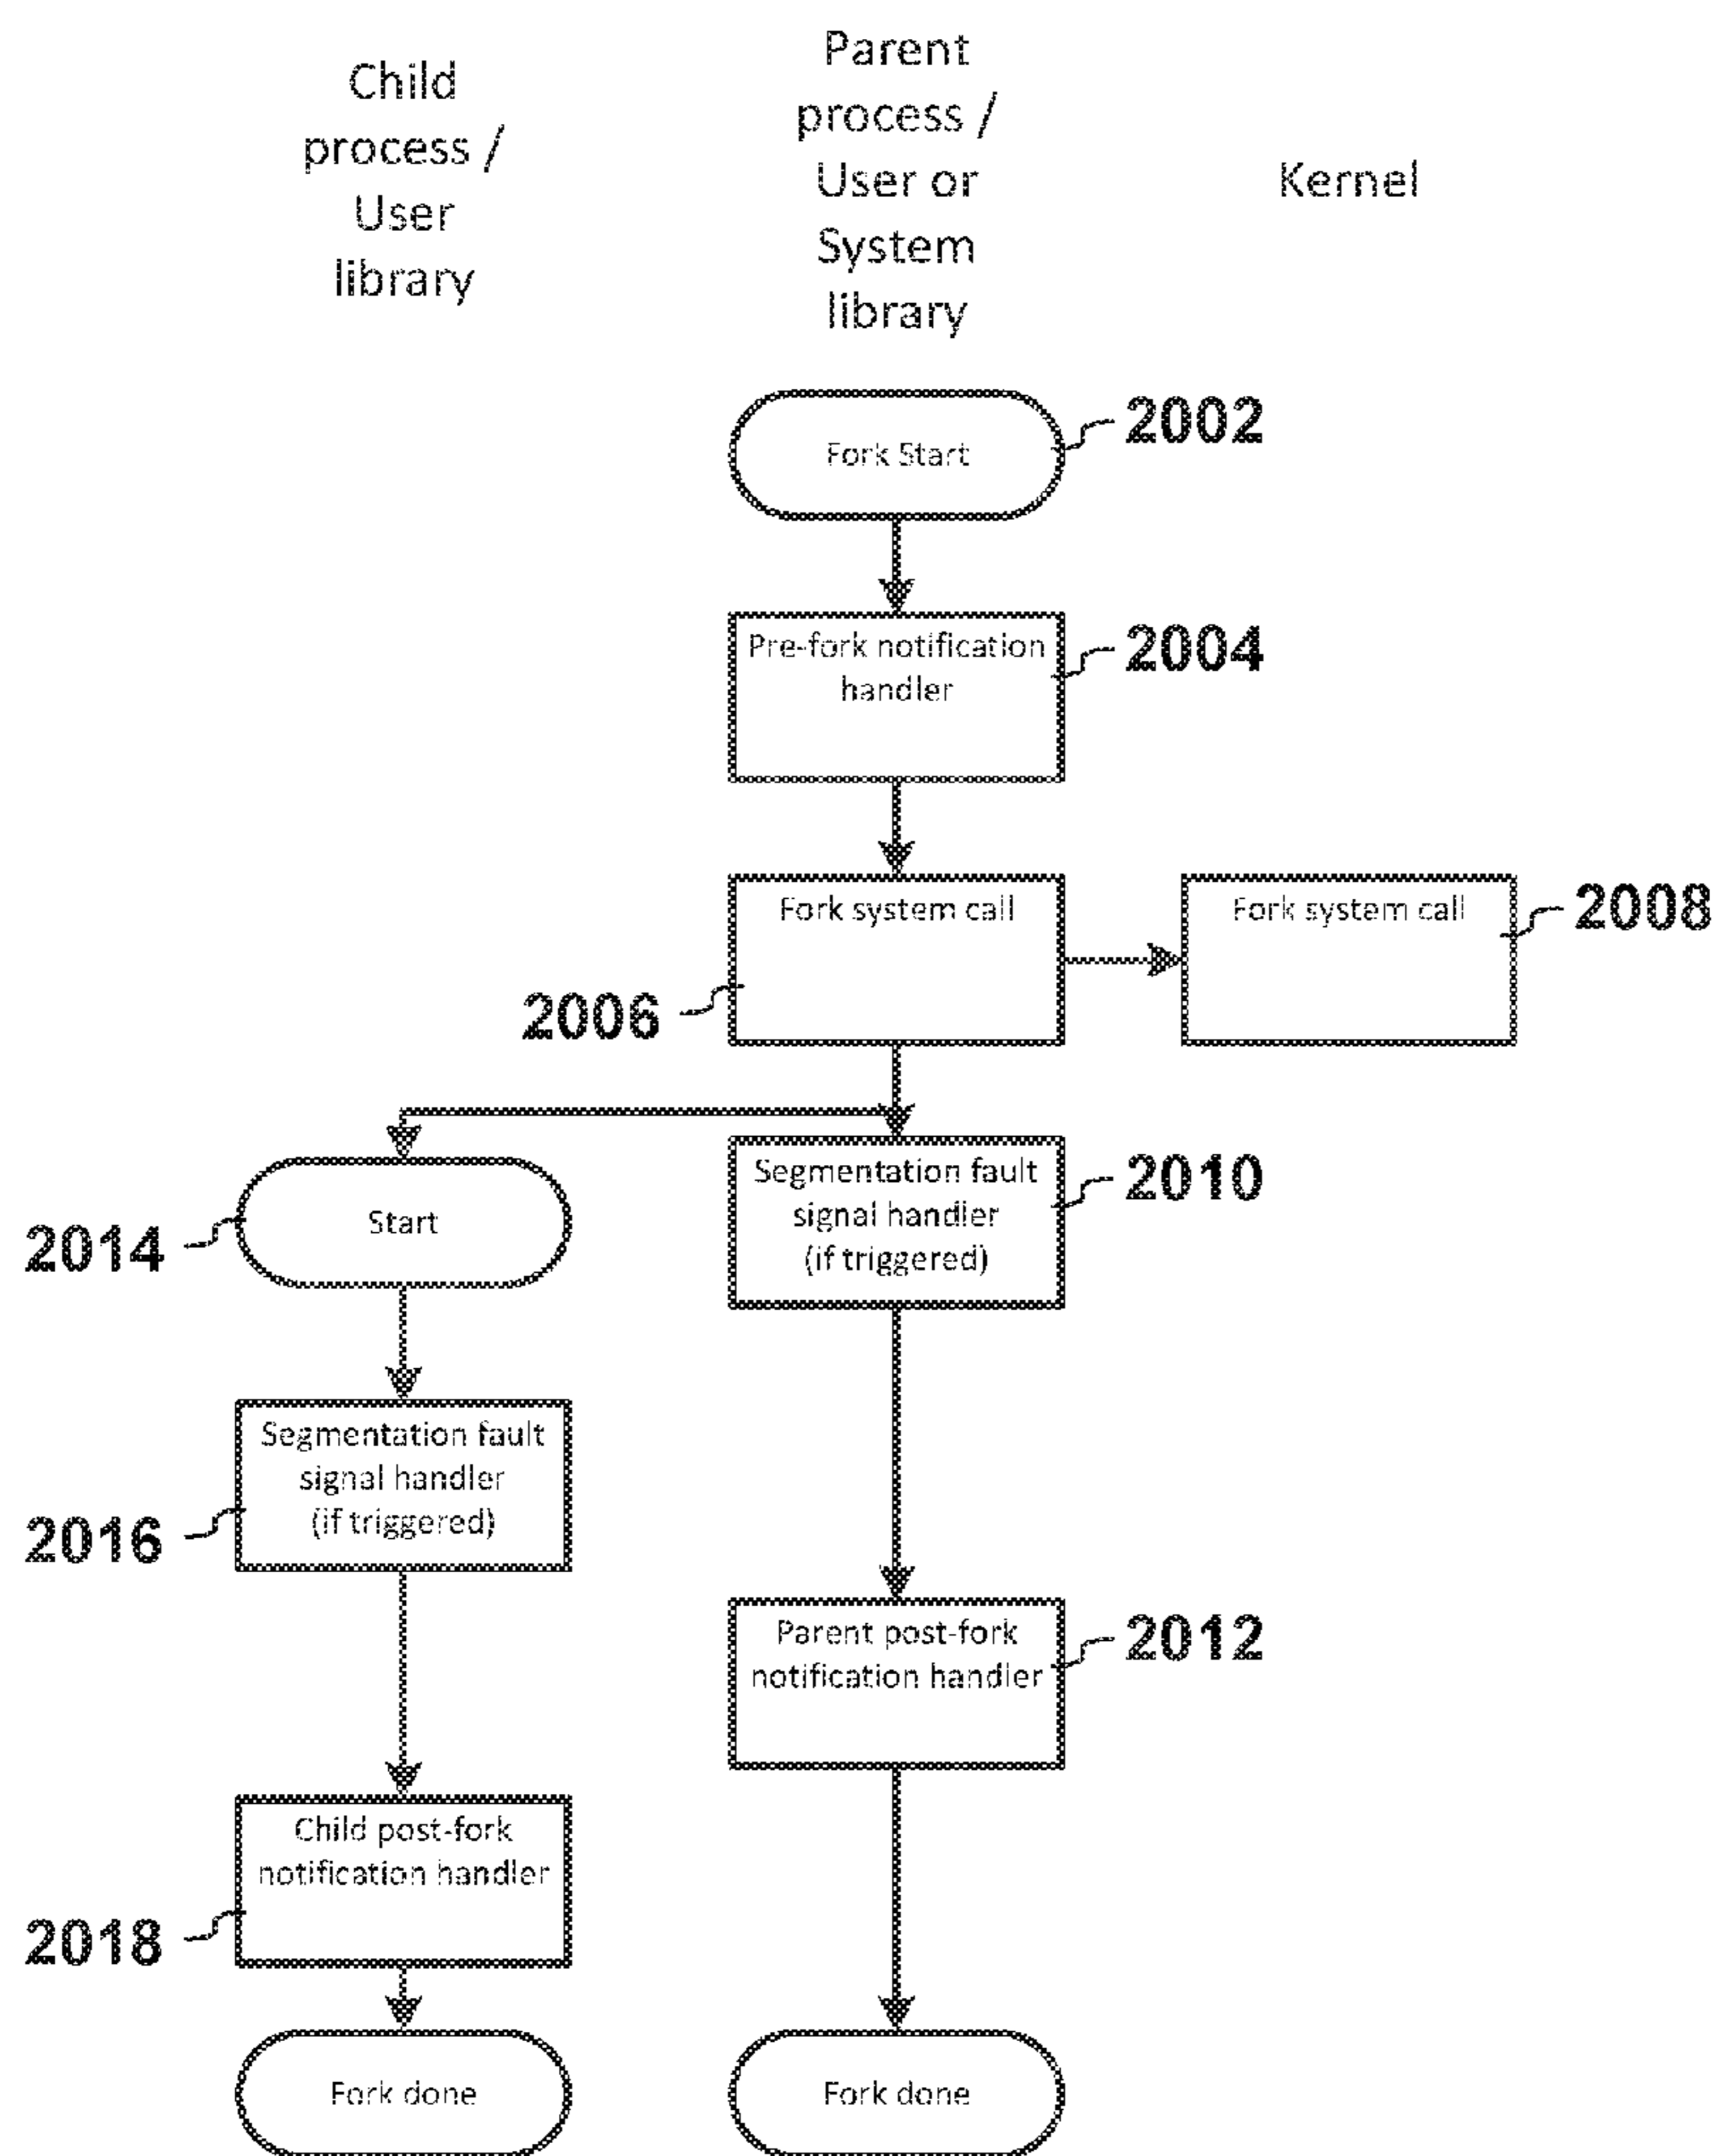 Child
process /
User
library
Parent
process /
User or
System
library
Kernel
Fork Start
2002
Pre-fork notification
handler
2004
Fork system call
2006
Fork system call
2008
Segmentation fault
signal handler
(if triggered)
2010
Start
2014
Segmentation fault
signal handler
(if triggered)
2016
Parent post-fork
notification handler
2012
Child post-fork
notification handler
2018
Fork done
Fork done